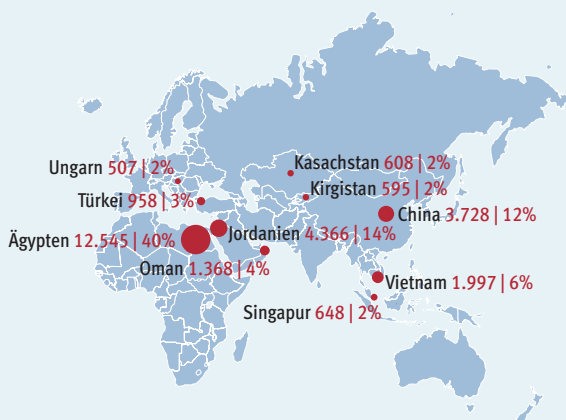 Kasachstan 608 | 2%
Ungarn 507 | 2%
Kirgistan 595 | 2%
Türkei 958 | 3%
China 3.728 | 12%
Jordanien 4.366 | 14%
Ägypten 12.545 | 40%
Oman 1.368 | 4%
Vietnam 1.997 | 6%
Singapur 648 | 2%